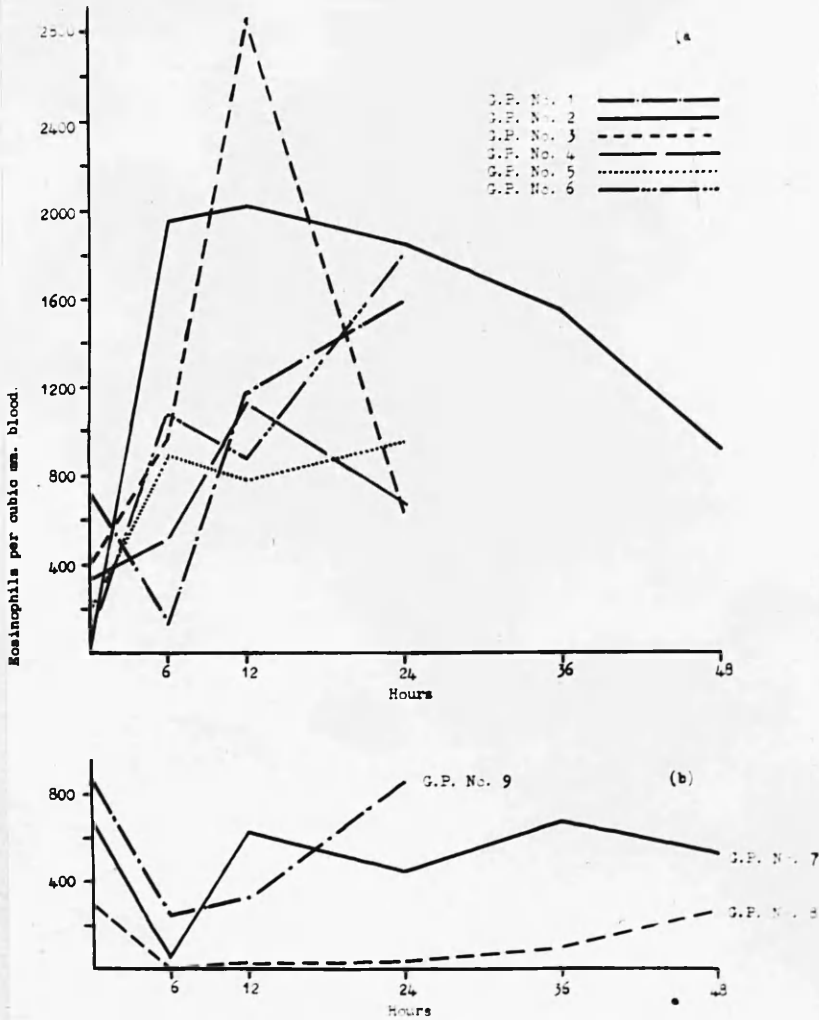 (a
G.P. No. 1
G.P. No. 2
G.P. No. 3
G.P. No. 4
G.P. No. 5
G.P. No. 6
2800
2400
2000
1600
1200
800
400
Eosinophils per cubic mm. blood.
6 12 24 36 48
Hours
(b)
G.P. No. 9
800
400
G.P. No. 7
G.P. No. 8
6 12 24 36 48
Hours